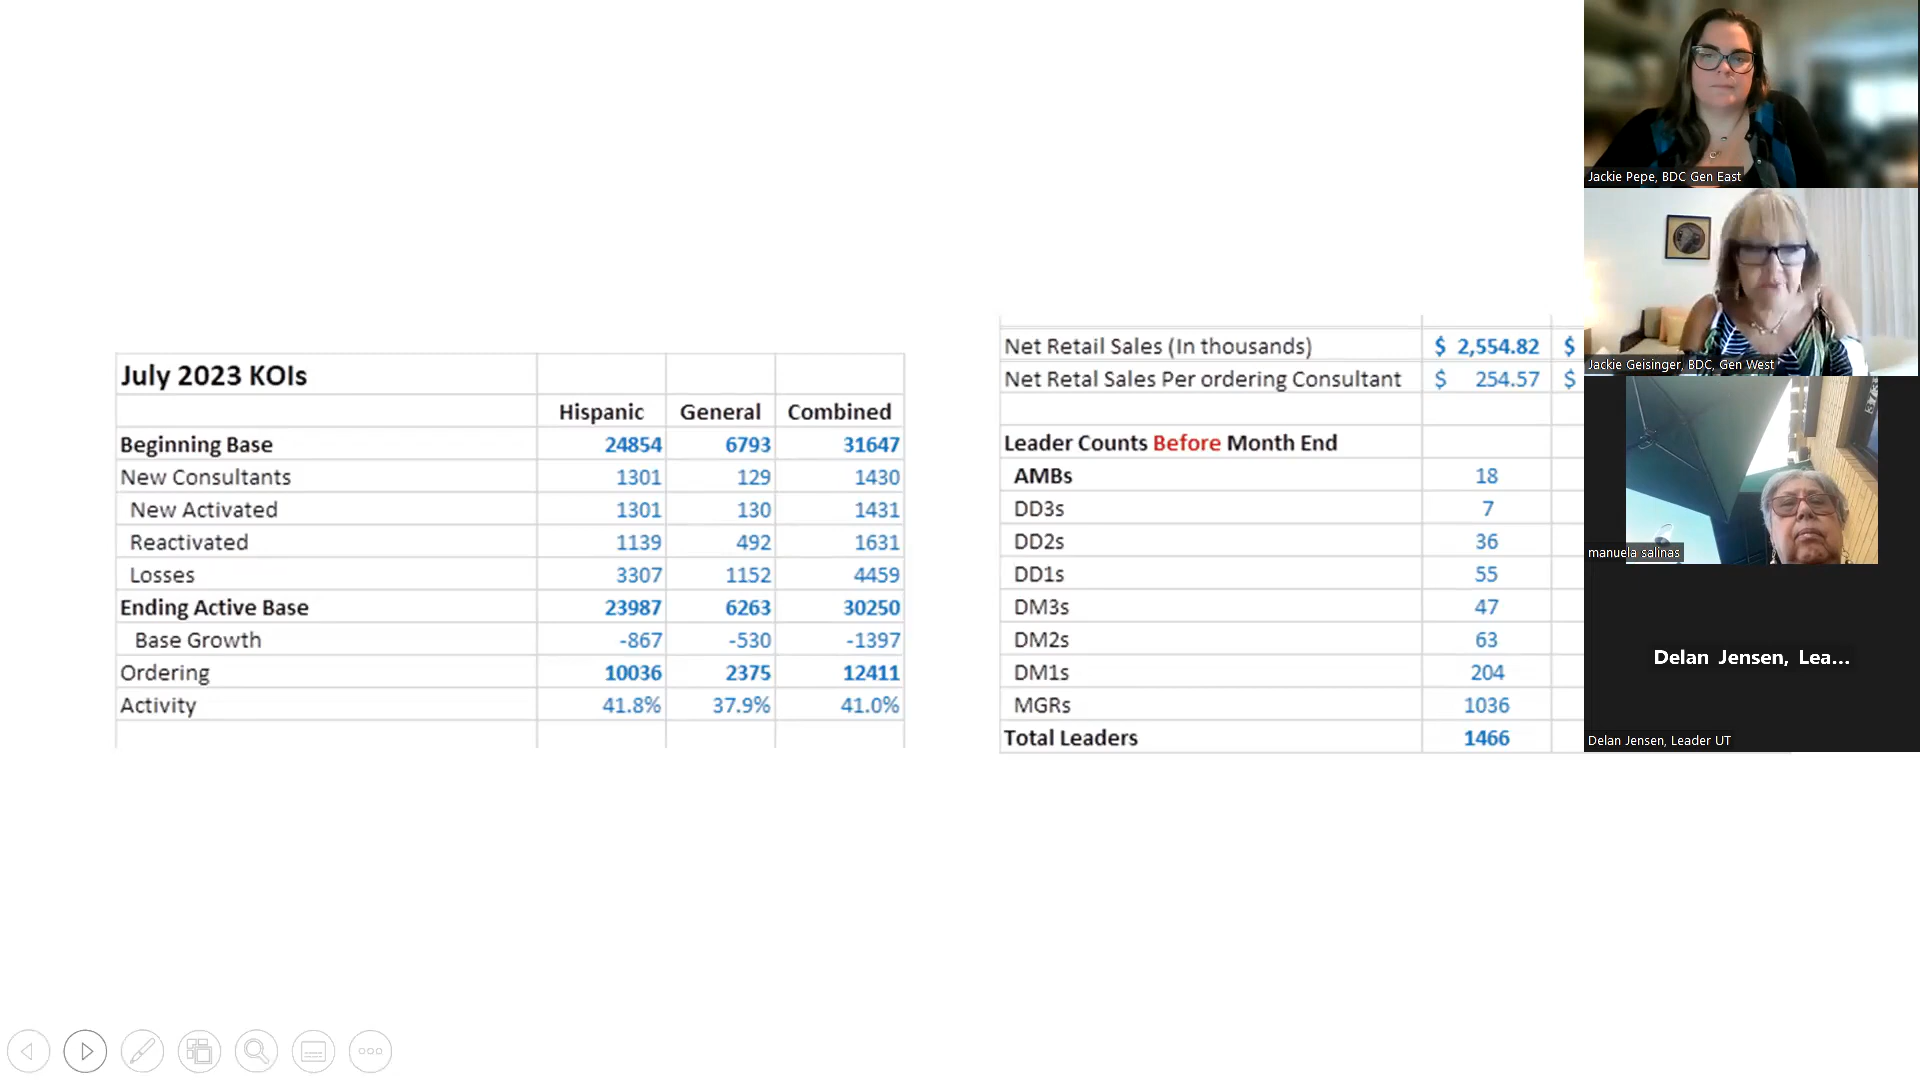 July 2023 KOIs
Hispanic General Combined
Beginning Base 24854 6793 31647
New Consultants 1301 129 1430
New Activated 1301 130 1431
Reactivated 1139 492 1631
Losses 3307 1152 4459
Ending Active Base 23987 6263 30250
Base Growth -867 -530 -1397
Ordering 10036 2375 12411
Activity 41.8% 37.9% 41.0%
Net Retail Sales (In thousands) $ 2,554.82 $
Net Retal Sales Per ordering Consultant $ 254.57 $
Leader Counts Before Month End
AMBs 18
DD3s 7
DD2s 36
DD1s 55
DM3s 47
DM2s 63
DM1s 204
MGRs 1036
Total Leaders 1466
Jackie Pepe, BDC Gen East
Jackie Geisinger, BDC, Gen West
manuela salinas
Delan Jensen, Lea...
Delan Jensen, Leader UT